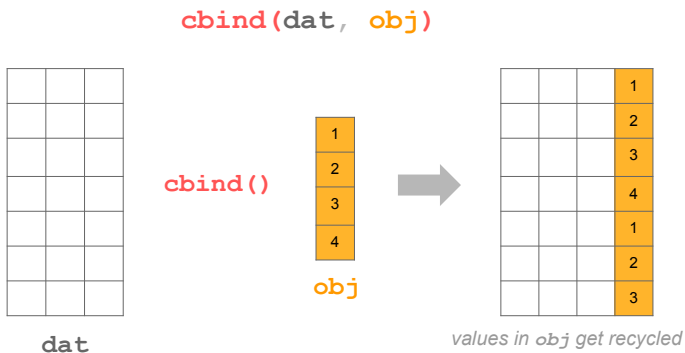 cbind(dat, obj)
cbind()
1
2
3
4
obj
dat
1
2
3
4
1
2
3
values in obj get recycled